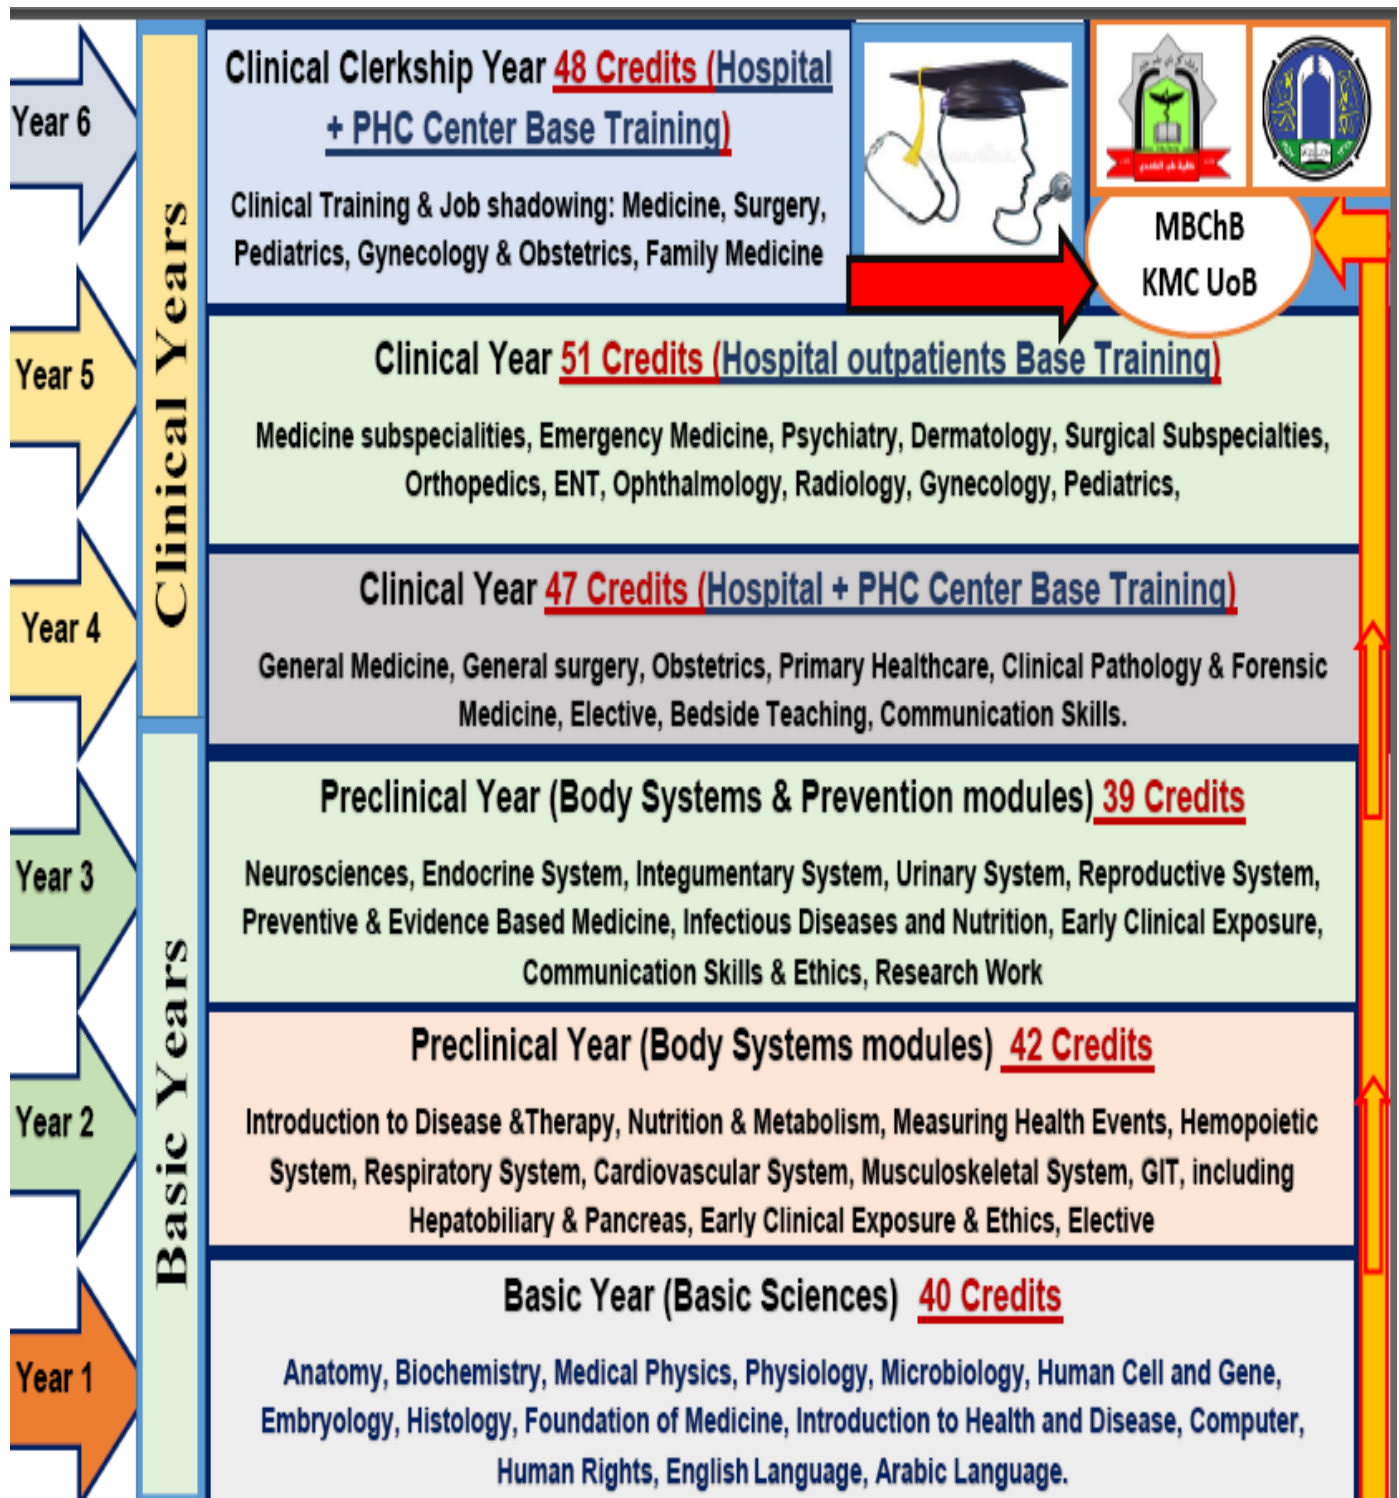 Year 6
Clinical Years
Clinical Clerkship Year 48 Credits (Hospital
+ PHC Center Base Training)
Clinical Training & Job shadowing: Medicine, Surgery,
Pediatrics, Gynecology & Obstetrics, Family Medicine
MBChB
KMC UoB
Year 5
Clinical Year 51 Credits (Hospital outpatients Base Training)
Medicine subspecialities, Emergency Medicine, Psychiatry, Dermatology, Surgical Subspecialties,
Orthopedics, ENT, Ophthalmology, Radiology, Gynecology, Pediatrics,
Year 4
Clinical Year 47 Credits (Hospital + PHC Center Base Training)
General Medicine, General surgery, Obstetrics, Primary Healthcare, Clinical Pathology & Forensic
Medicine, Elective, Bedside Teaching, Communication Skills.
Basic Years
Year 3
Preclinical Year (Body Systems & Prevention modules) 39 Credits
Neurosciences, Endocrine System, Integumentary System, Urinary System, Reproductive System,
Preventive & Evidence Based Medicine, Infectious Diseases and Nutrition, Early Clinical Exposure,
Communication Skills & Ethics, Research Work
Year 2
Preclinical Year (Body Systems modules) 42 Credits
Introduction to Disease &Therapy, Nutrition & Metabolism, Measuring Health Events, Hemopoietic
System, Respiratory System, Cardiovascular System, Musculoskeletal System, GIT, including
Hepatobiliary & Pancreas, Early Clinical Exposure & Ethics, Elective
Year 1
Basic Year (Basic Sciences) 40 Credits
Anatomy, Biochemistry, Medical Physics, Physiology, Microbiology, Human Cell and Gene,
Embryology, Histology, Foundation of Medicine, Introduction to Health and Disease, Computer,
Human Rights, English Language, Arabic Language.